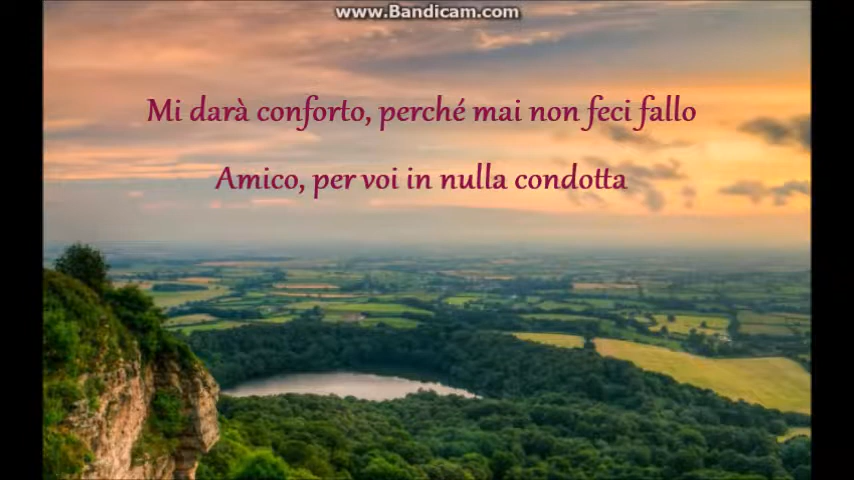 www.Bandicam.com
Mi darà conforto, perché mai non feci fallo
Amico, per voi in nulla condotta